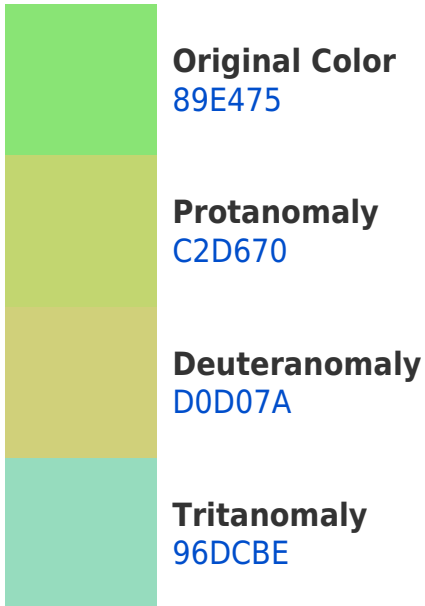 Original Color
89E475
Protanomaly
C2D670
Deuteranomaly
D0D07A
Tritanomaly
96DCBE